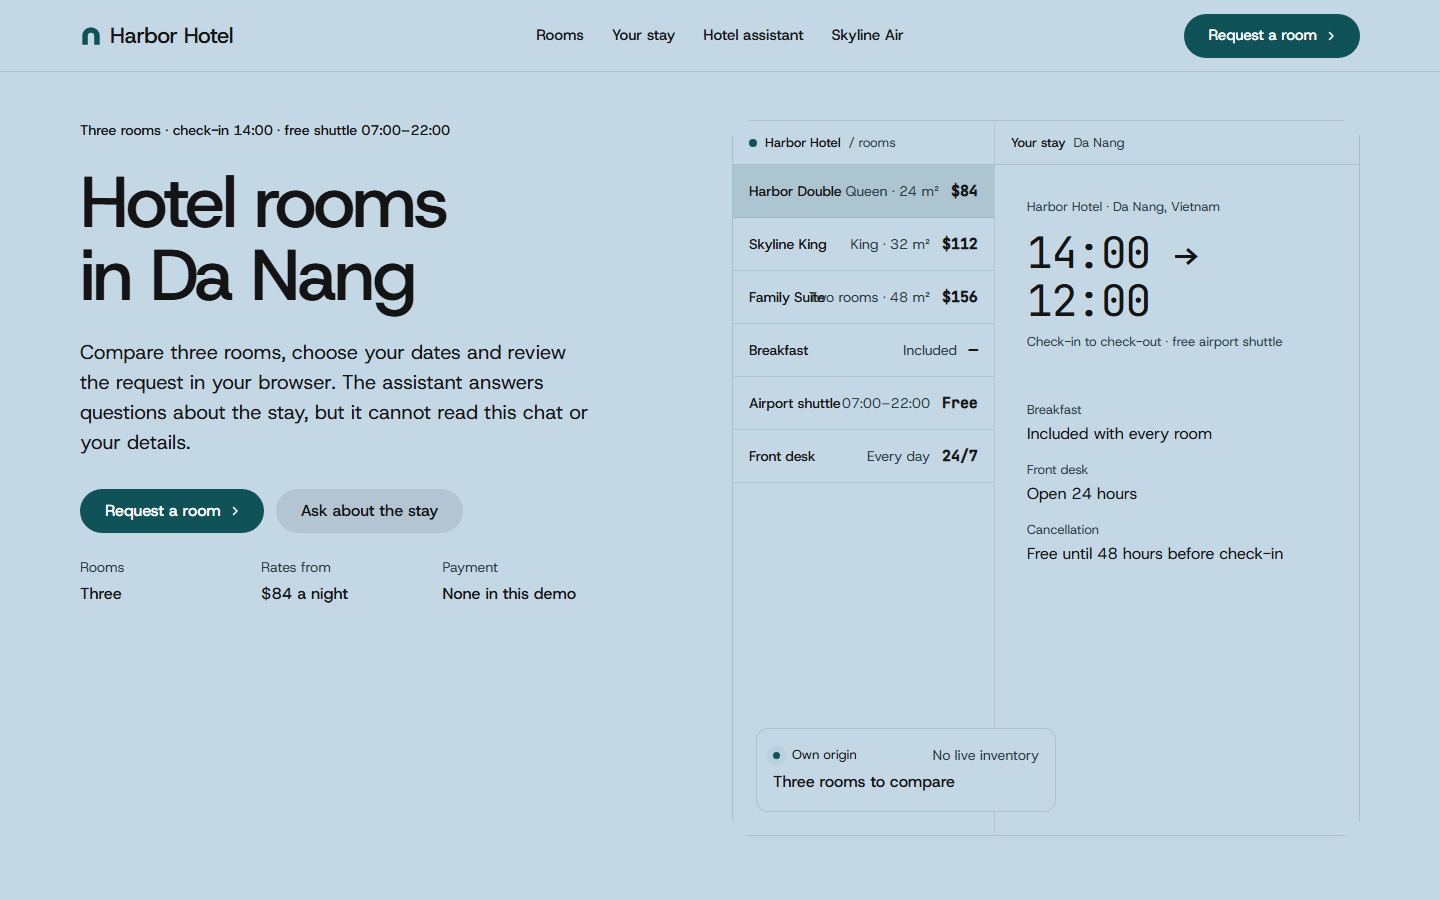 Harbor Hotel
Rooms
Your stay
Hotel assistant
Skyline Air
Request a room
Three rooms · check-in 14:00 · free shuttle 07:00–22:00
Hotel rooms
in Da Nang
Compare three rooms, choose your dates and review
the request in your browser. The assistant answers
questions about the stay, but it cannot read this chat or
your details.
Request a room
Ask about the stay
Rooms
Three
Rates from
$84 a night
Payment
None in this demo
Harbor Hotel / rooms
Harbor Double Queen · 24 m² $84
Skyline King King · 32 m² $112
Family Suite Two rooms · 48 m² $156
Breakfast Included –
Airport shuttle 07:00–22:00 Free
Front desk Every day 24/7
Your stay Da Nang
Harbor Hotel · Da Nang, Vietnam
14:00 →
12:00
Check-in to check-out · free airport shuttle
Breakfast
Included with every room
Front desk
Open 24 hours
Cancellation
Free until 48 hours before check-in
Own origin No live inventory
Three rooms to compare